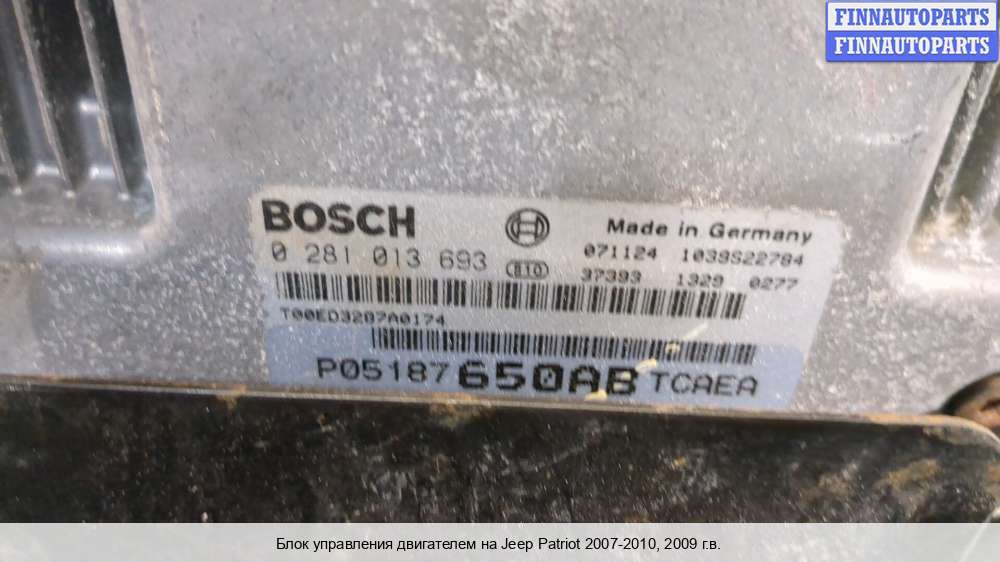 FINNAUTOPARTS
FINNAUTOPARTS
BOSCH
Made in Germany
0 281 013 693
071124 1039S22784
810
37393 1329 0277
T00ED3287A0174
P05187650AB TCAEA
Блок управления двигателем на Jeep Patriot 2007-2010, 2009 г.в.